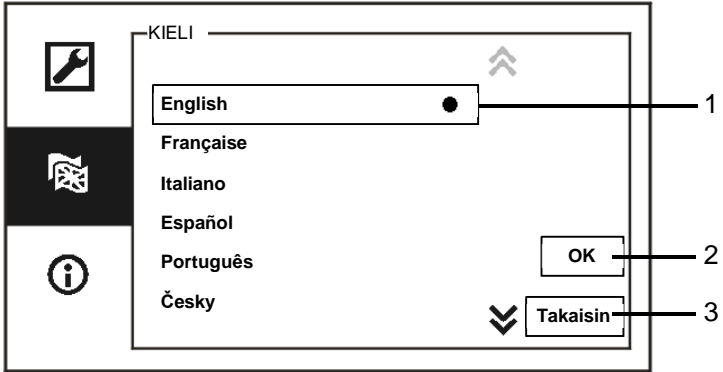 KIELI
English
1
Française
Italiano
Español
Português
OK
2
Česky
Takaisin
3